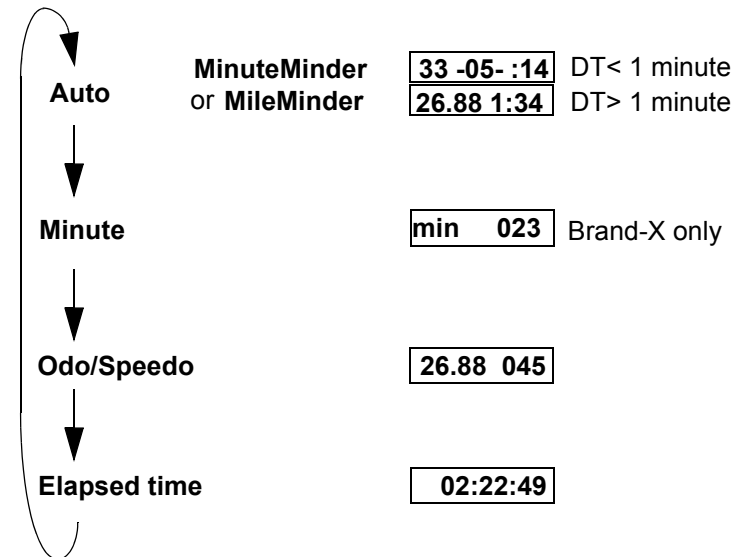 MinuteMinder 33 -05- :14 DT< 1 minute
Auto or MileMinder 26.88 1:34 DT> 1 minute
Minute min 023 Brand-X only
Odo/Speedo 26.88 045
Elapsed time 02:22:49